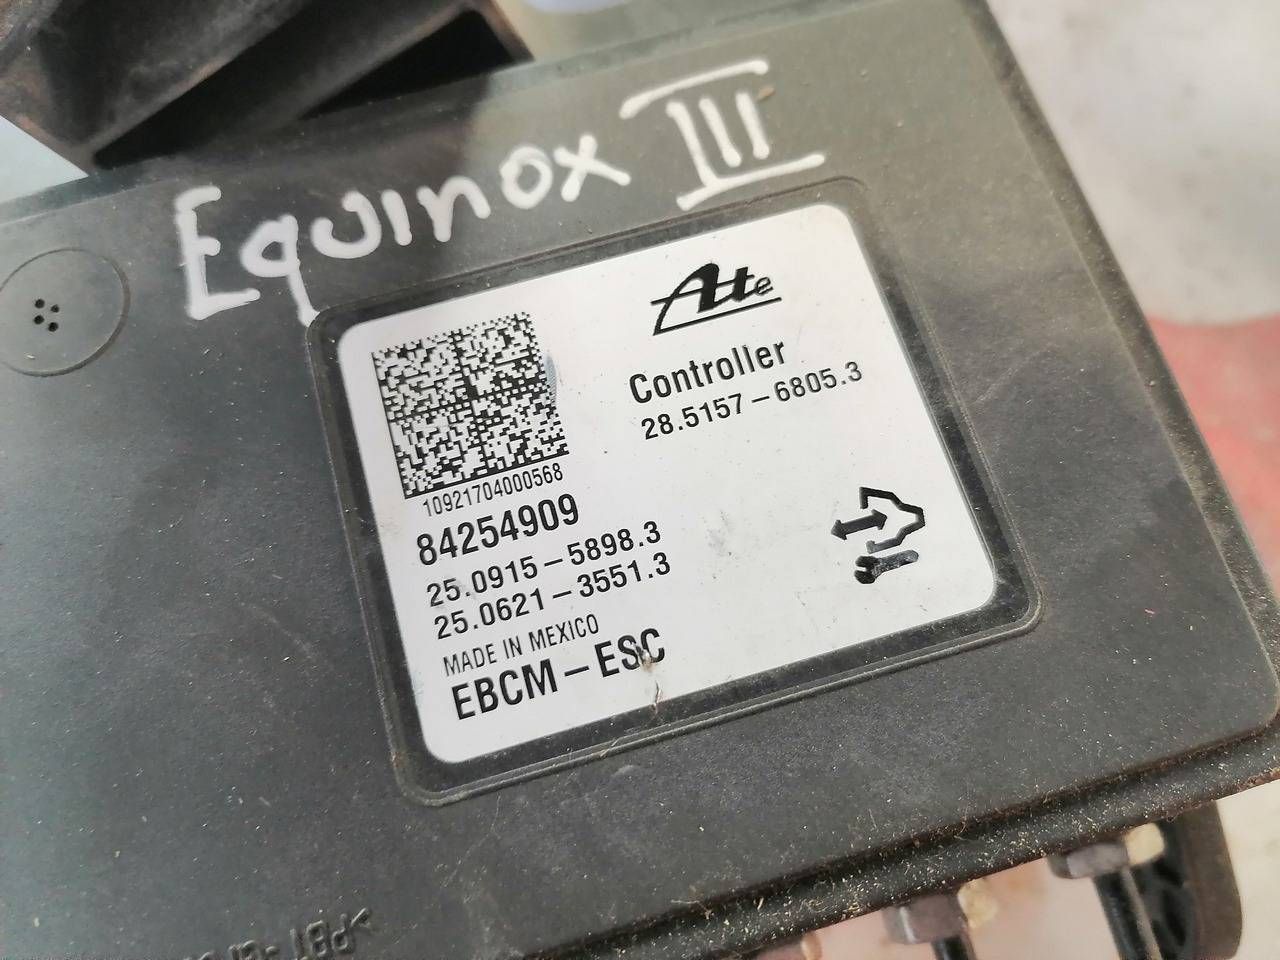 Equinox III
Ate
Controller
28.5157-6805.3
10921704000568
84254909
25.0915-5898.3
25.0621-3551.3
MADE IN MEXICO
EBCM-ESC
>PBT